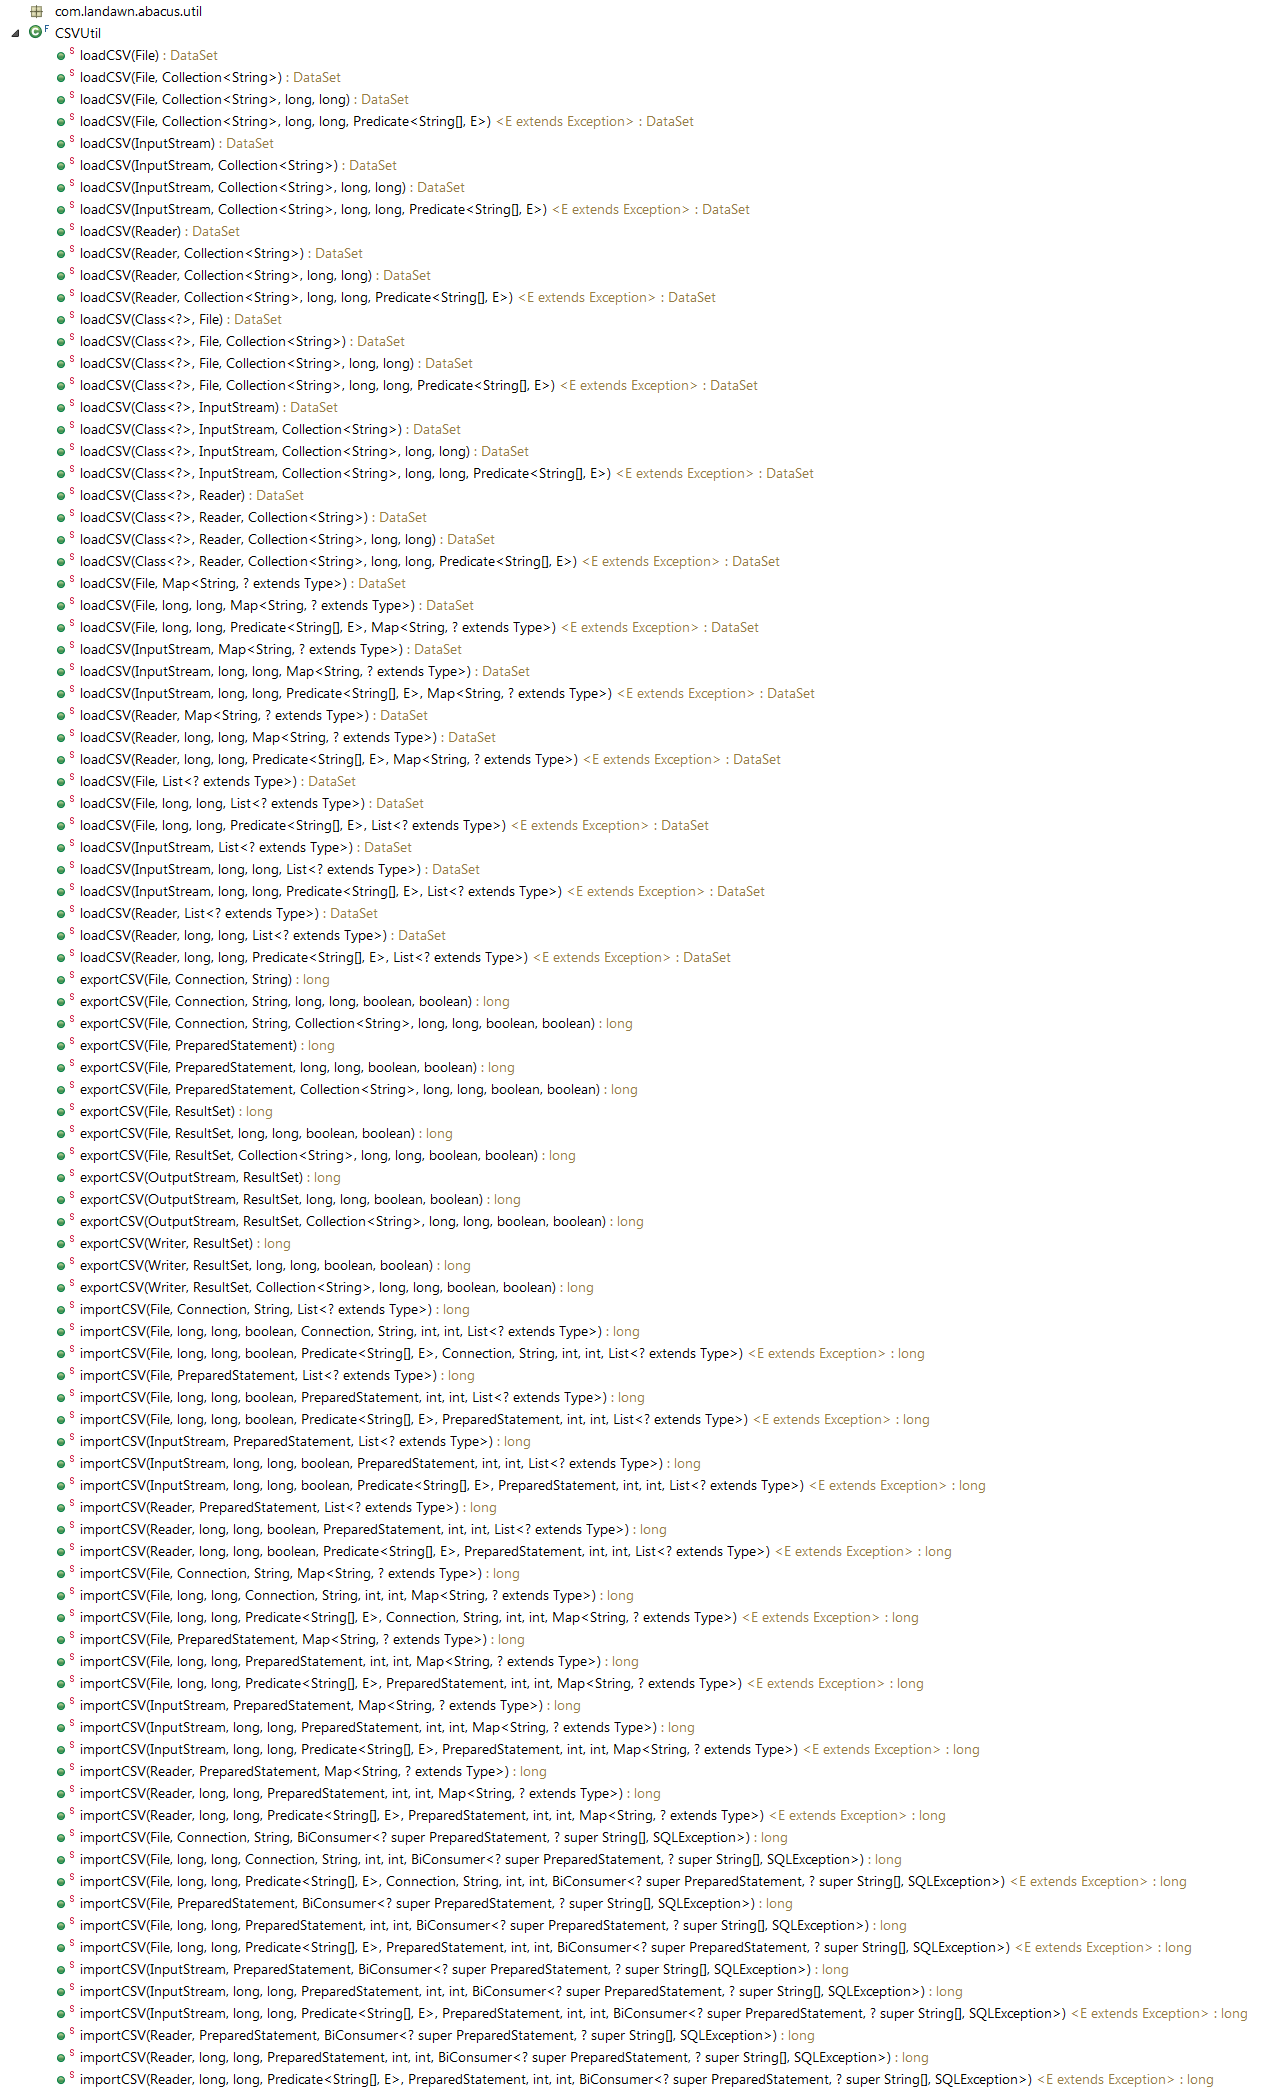 com.landawn.abacus.util
F
CSVUtil
S loadCSV(File) : DataSet
S loadCSV(File, Collection<String>) : DataSet
S loadCSV(File, Collection<String>, long, long) : DataSet
S loadCSV(File, Collection<String>, long, long, Predicate<String[], E>) <E extends Exception> : DataSet
S loadCSV(InputStream) : DataSet
S loadCSV(InputStream, Collection<String>) : DataSet
S loadCSV(InputStream, Collection<String>, long, long) : DataSet
S loadCSV(InputStream, Collection<String>, long, long, Predicate<String[], E>) <E extends Exception> : DataSet
S loadCSV(Reader) : DataSet
S loadCSV(Reader, Collection<String>) : DataSet
S loadCSV(Reader, Collection<String>, long, long) : DataSet
S loadCSV(Reader, Collection<String>, long, long, Predicate<String[], E>) <E extends Exception> : DataSet
S loadCSV(Class<?>, File) : DataSet
S loadCSV(Class<?>, File, Collection<String>) : DataSet
S loadCSV(Class<?>, File, Collection<String>, long, long) : DataSet
S loadCSV(Class<?>, File, Collection<String>, long, long, Predicate<String[], E>) <E extends Exception> : DataSet
S loadCSV(Class<?>, InputStream) : DataSet
S loadCSV(Class<?>, InputStream, Collection<String>) : DataSet
S loadCSV(Class<?>, InputStream, Collection<String>, long, long) : DataSet
S loadCSV(Class<?>, InputStream, Collection<String>, long, long, Predicate<String[], E>) <E extends Exception> : DataSet
S loadCSV(Class<?>, Reader) : DataSet
S loadCSV(Class<?>, Reader, Collection<String>) : DataSet
S loadCSV(Class<?>, Reader, Collection<String>, long, long) : DataSet
S loadCSV(Class<?>, Reader, Collection<String>, long, long, Predicate<String[], E>) <E extends Exception> : DataSet
S loadCSV(File, Map<String, ? extends Type>) : DataSet
S loadCSV(File, long, long, Map<String, ? extends Type>) : DataSet
S loadCSV(File, long, long, Predicate<String[], E>, Map<String, ? extends Type>) <E extends Exception> : DataSet
S loadCSV(InputStream, Map<String, ? extends Type>) : DataSet
S loadCSV(InputStream, long, long, Map<String, ? extends Type>) : DataSet
S loadCSV(InputStream, long, long, Predicate<String[], E>, Map<String, ? extends Type>) <E extends Exception> : DataSet
S loadCSV(Reader, Map<String, ? extends Type>) : DataSet
S loadCSV(Reader, long, long, Map<String, ? extends Type>) : DataSet
S loadCSV(Reader, long, long, Predicate<String[], E>, Map<String, ? extends Type>) <E extends Exception> : DataSet
S loadCSV(File, List<? extends Type>) : DataSet
S loadCSV(File, long, long, List<? extends Type>) : DataSet
S loadCSV(File, long, long, Predicate<String[], E>, List<? extends Type>) <E extends Exception> : DataSet
S loadCSV(InputStream, List<? extends Type>) : DataSet
S loadCSV(InputStream, long, long, List<? extends Type>) : DataSet
S loadCSV(InputStream, long, long, Predicate<String[], E>, List<? extends Type>) <E extends Exception> : DataSet
S loadCSV(Reader, List<? extends Type>) : DataSet
S loadCSV(Reader, long, long, List<? extends Type>) : DataSet
S loadCSV(Reader, long, long, Predicate<String[], E>, List<? extends Type>) <E extends Exception> : DataSet
S exportCSV(File, Connection, String) : long
S exportCSV(File, Connection, String, long, long, boolean, boolean) : long
S exportCSV(File, Connection, String, Collection<String>, long, long, boolean, boolean) : long
S exportCSV(File, PreparedStatement) : long
S exportCSV(File, PreparedStatement, long, long, boolean, boolean) : long
S exportCSV(File, PreparedStatement, Collection<String>, long, long, boolean, boolean) : long
S exportCSV(File, ResultSet) : long
S exportCSV(File, ResultSet, long, long, boolean, boolean) : long
S exportCSV(File, ResultSet, Collection<String>, long, long, boolean, boolean) : long
S exportCSV(OutputStream, ResultSet) : long
S exportCSV(OutputStream, ResultSet, long, long, boolean, boolean) : long
S exportCSV(OutputStream, ResultSet, Collection<String>, long, long, boolean, boolean) : long
S exportCSV(Writer, ResultSet) : long
S exportCSV(Writer, ResultSet, long, long, boolean, boolean) : long
S exportCSV(Writer, ResultSet, Collection<String>, long, long, boolean, boolean) : long
S importCSV(File, Connection, String, List<? extends Type>) : long
S importCSV(File, long, long, boolean, Connection, String, int, int, List<? extends Type>) : long
S importCSV(File, long, long, boolean, Predicate<String[], E>, Connection, String, int, int, List<? extends Type>) <E extends Exception> : long
S importCSV(File, PreparedStatement, List<? extends Type>) : long
S importCSV(File, long, long, boolean, PreparedStatement, int, int, List<? extends Type>) : long
S importCSV(File, long, long, boolean, Predicate<String[], E>, PreparedStatement, int, int, List<? extends Type>) <E extends Exception> : long
S importCSV(InputStream, PreparedStatement, List<? extends Type>) : long
S importCSV(InputStream, long, long, boolean, PreparedStatement, int, int, List<? extends Type>) : long
S importCSV(InputStream, long, long, boolean, Predicate<String[], E>, PreparedStatement, int, int, List<? extends Type>) <E extends Exception> : long
S importCSV(Reader, PreparedStatement, List<? extends Type>) : long
S importCSV(Reader, long, long, boolean, PreparedStatement, int, int, List<? extends Type>) : long
S importCSV(Reader, long, long, boolean, Predicate<String[], E>, PreparedStatement, int, int, List<? extends Type>) <E extends Exception> : long
S importCSV(File, Connection, String, Map<String, ? extends Type>) : long
S importCSV(File, long, long, Connection, String, int, int, Map<String, ? extends Type>) : long
S importCSV(File, long, long, Predicate<String[], E>, Connection, String, int, int, Map<String, ? extends Type>) <E extends Exception> : long
S importCSV(File, PreparedStatement, Map<String, ? extends Type>) : long
S importCSV(File, long, long, PreparedStatement, int, int, Map<String, ? extends Type>) : long
S importCSV(File, long, long, Predicate<String[], E>, PreparedStatement, int, int, Map<String, ? extends Type>) <E extends Exception> : long
S importCSV(InputStream, PreparedStatement, Map<String, ? extends Type>) : long
S importCSV(InputStream, long, long, PreparedStatement, int, int, Map<String, ? extends Type>) : long
S importCSV(InputStream, long, long, Predicate<String[], E>, PreparedStatement, int, int, Map<String, ? extends Type>) <E extends Exception> : long
S importCSV(Reader, PreparedStatement, Map<String, ? extends Type>) : long
S importCSV(Reader, long, long, PreparedStatement, int, int, Map<String, ? extends Type>) : long
S importCSV(Reader, long, long, Predicate<String[], E>, PreparedStatement, int, int, Map<String, ? extends Type>) <E extends Exception> : long
S importCSV(File, Connection, String, BiConsumer<? super PreparedStatement, ? super String[], SQLException>) : long
S importCSV(File, long, long, Connection, String, int, int, BiConsumer<? super PreparedStatement, ? super String[], SQLException>) : long
S importCSV(File, long, long, Predicate<String[], E>, Connection, String, int, int, BiConsumer<? super PreparedStatement, ? super String[], SQLException>) <E extends Exception> : long
S importCSV(File, PreparedStatement, BiConsumer<? super PreparedStatement, ? super String[], SQLException>) : long
S importCSV(File, long, long, PreparedStatement, int, int, BiConsumer<? super PreparedStatement, ? super String[], SQLException>) : long
S importCSV(File, long, long, Predicate<String[], E>, PreparedStatement, int, int, BiConsumer<? super PreparedStatement, ? super String[], SQLException>) <E extends Exception> : long
S importCSV(InputStream, PreparedStatement, BiConsumer<? super PreparedStatement, ? super String[], SQLException>) : long
S importCSV(InputStream, long, long, PreparedStatement, int, int, BiConsumer<? super PreparedStatement, ? super String[], SQLException>) : long
S importCSV(InputStream, long, long, Predicate<String[], E>, PreparedStatement, int, int, BiConsumer<? super PreparedStatement, ? super String[], SQLException>) <E extends Exception> : long
S importCSV(Reader, PreparedStatement, BiConsumer<? super PreparedStatement, ? super String[], SQLException>) : long
S importCSV(Reader, long, long, PreparedStatement, int, int, BiConsumer<? super PreparedStatement, ? super String[], SQLException>) : long
S importCSV(Reader, long, long, Predicate<String[], E>, PreparedStatement, int, int, BiConsumer<? super PreparedStatement, ? super String[], SQLException>) <E extends Exception> : long